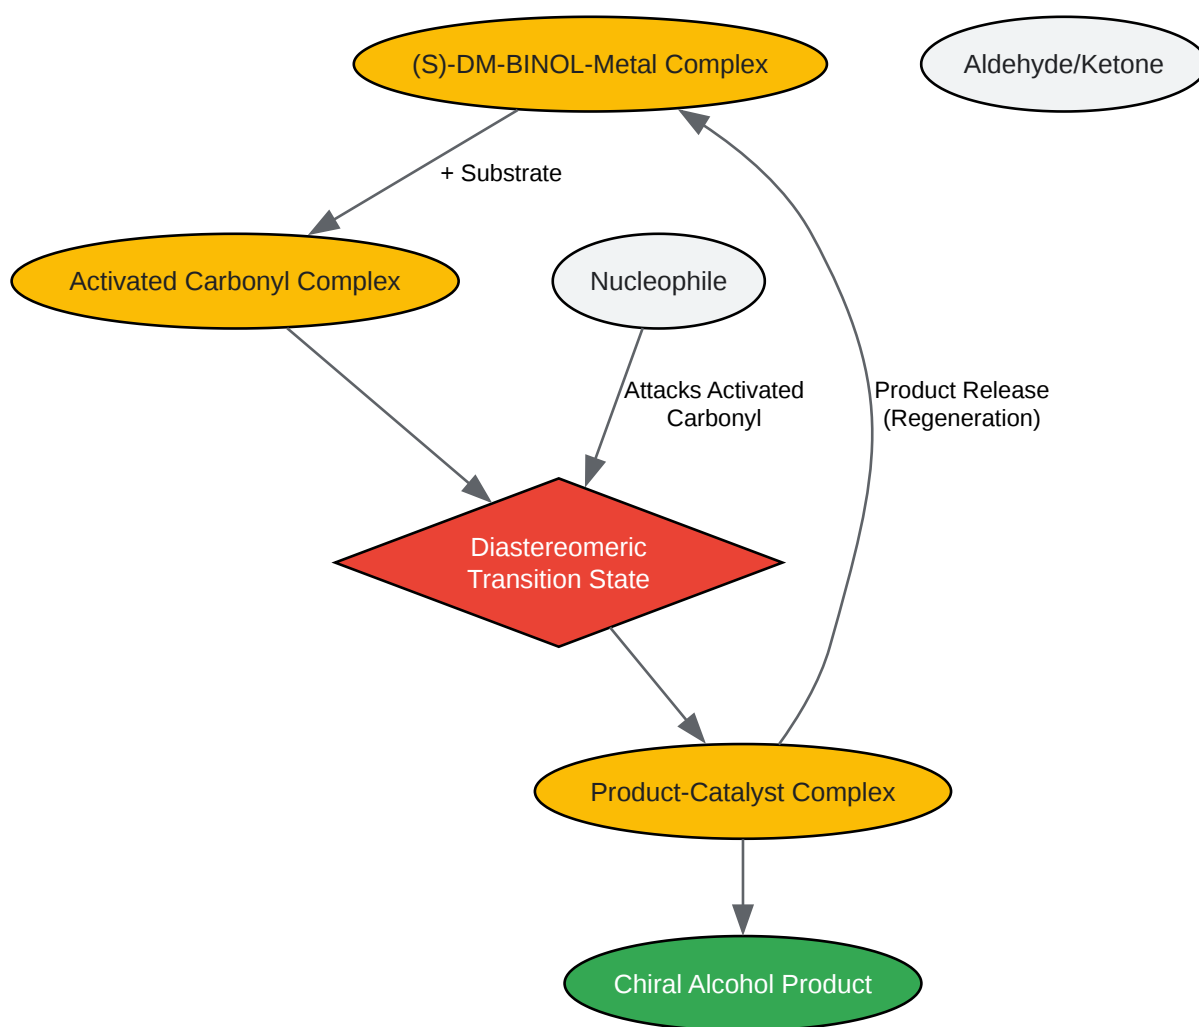 (S)-DM-BINOL-Metal Complex
Aldehyde/Ketone
+ Substrate
Activated Carbonyl Complex
Nucleophile
Attacks Activated
Carbonyl
Product Release
(Regeneration)
Diastereomeric
Transition State
Product-Catalyst Complex
Chiral Alcohol Product